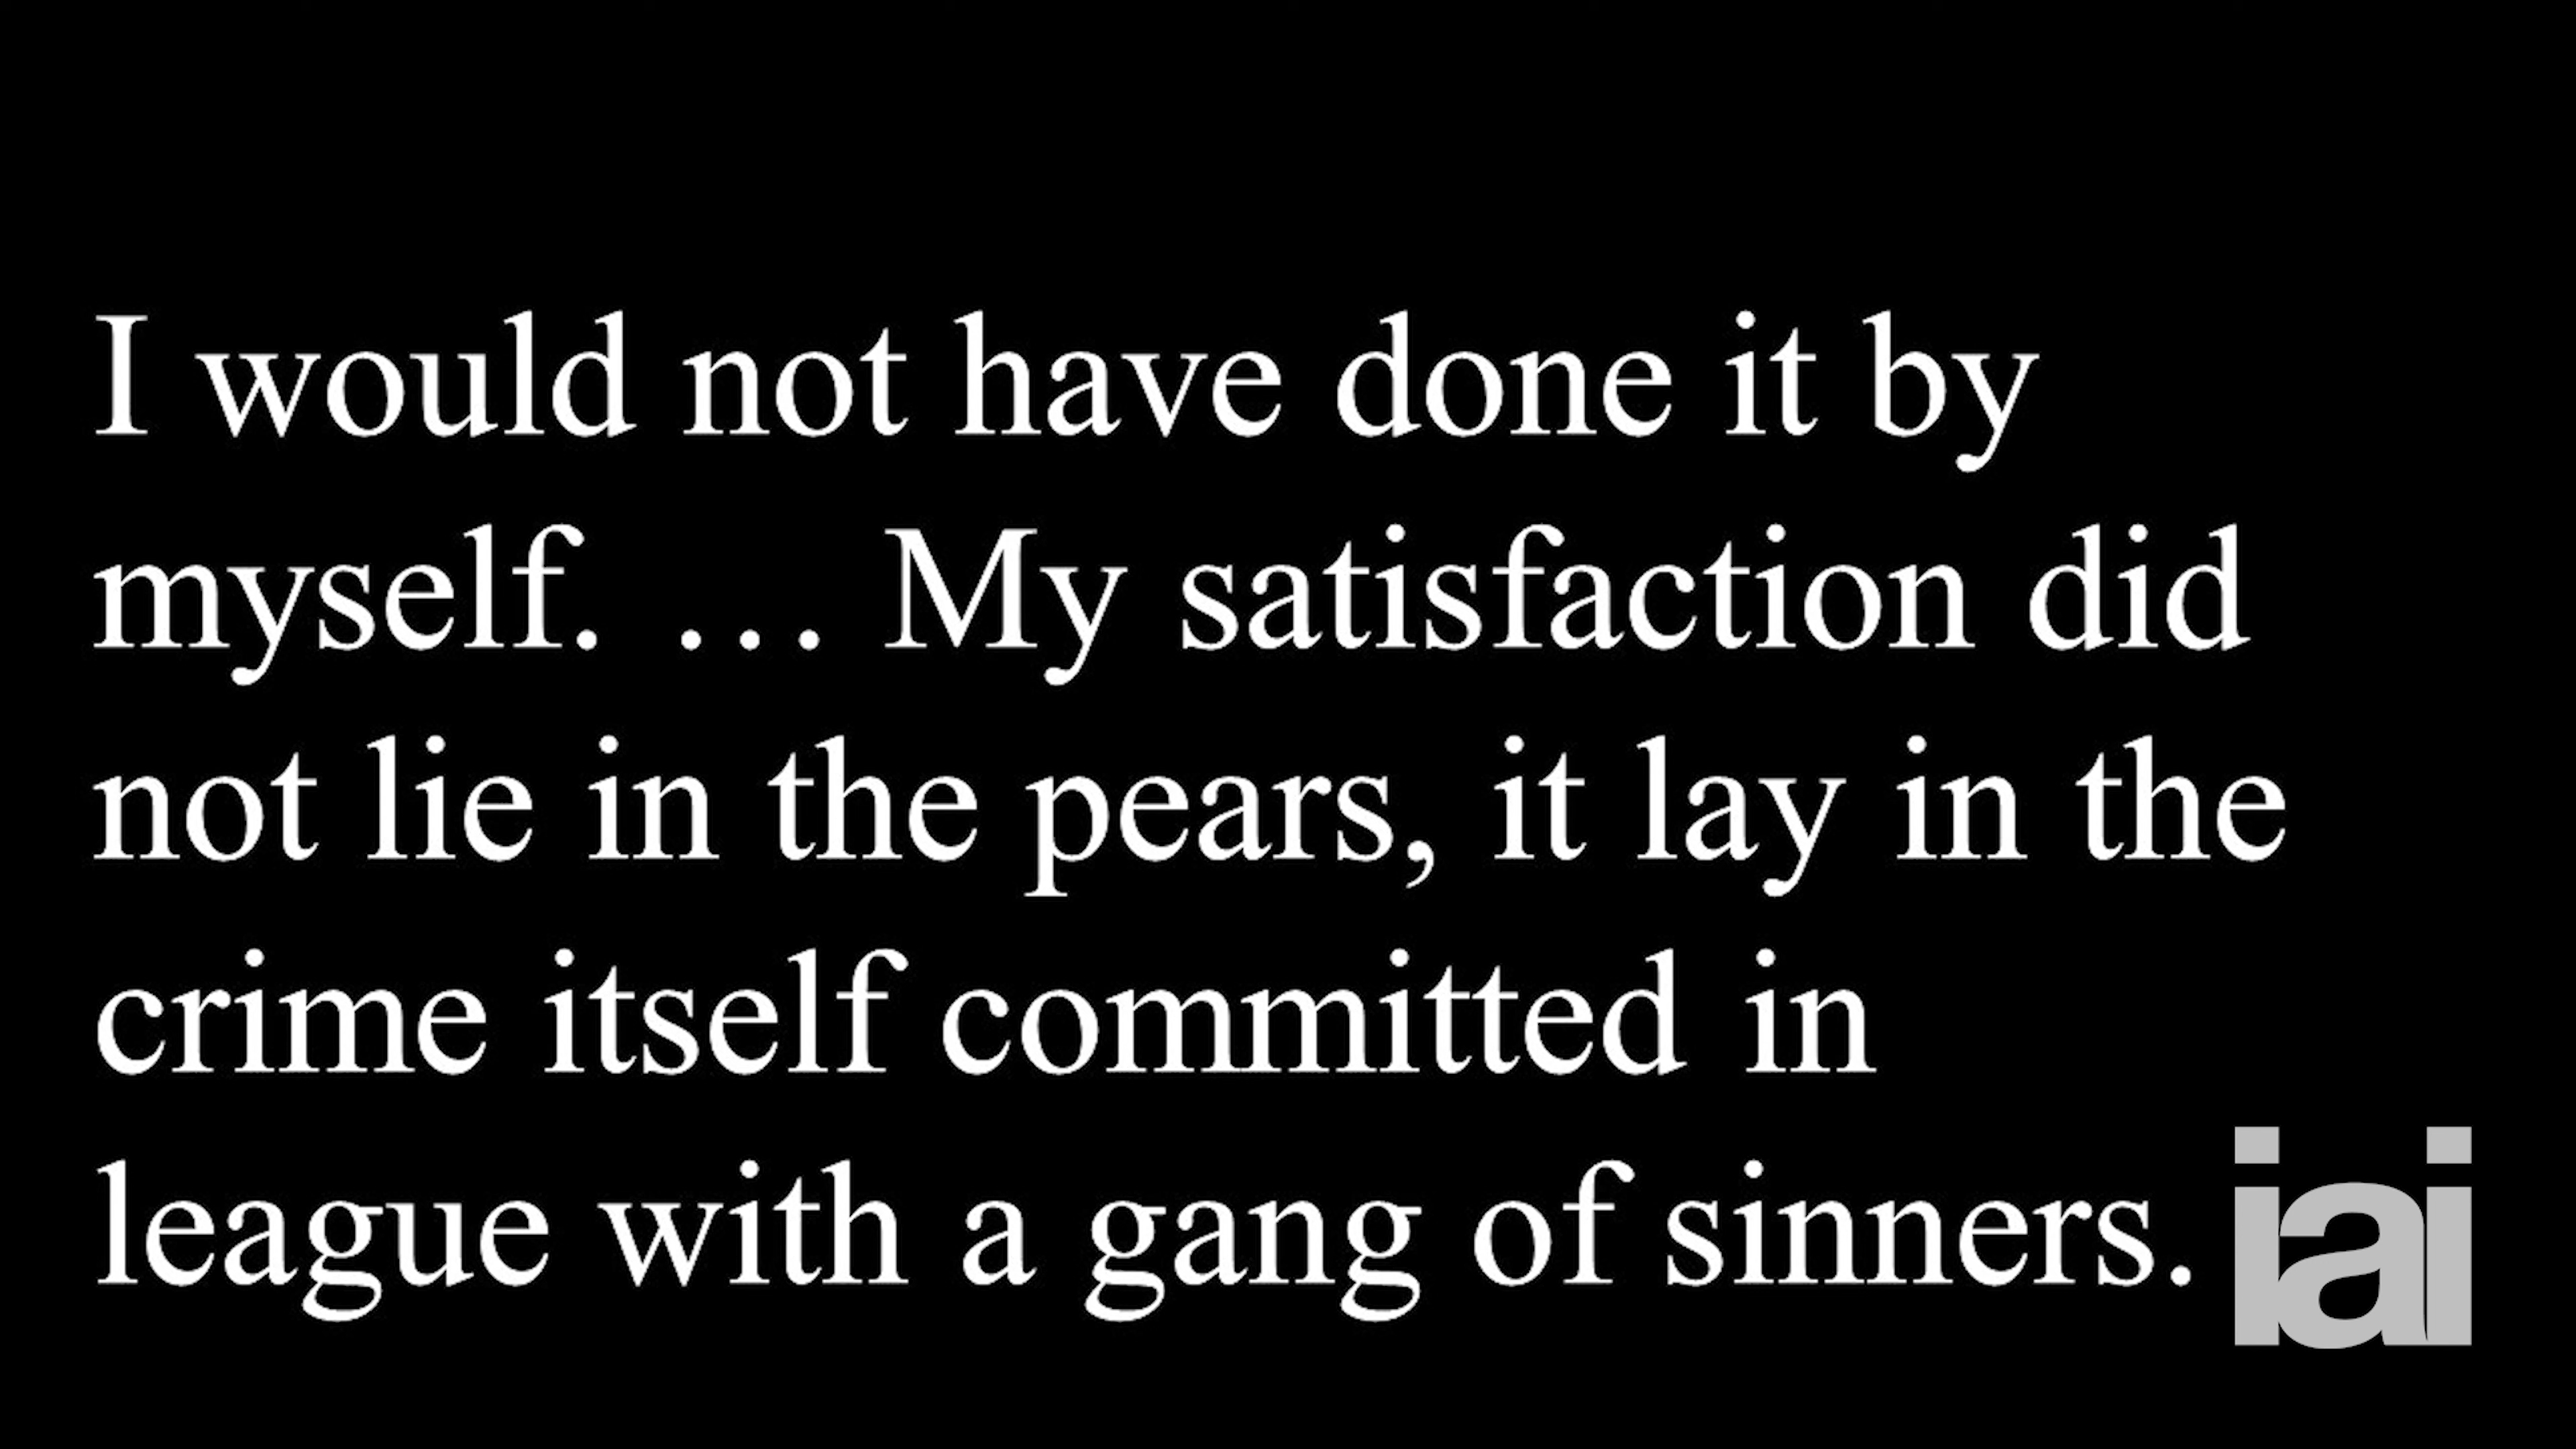 I would not have done it by
myself. … My satisfaction did
not lie in the pears, it lay in the
crime itself committed in
league with a gang of sinners.
iai